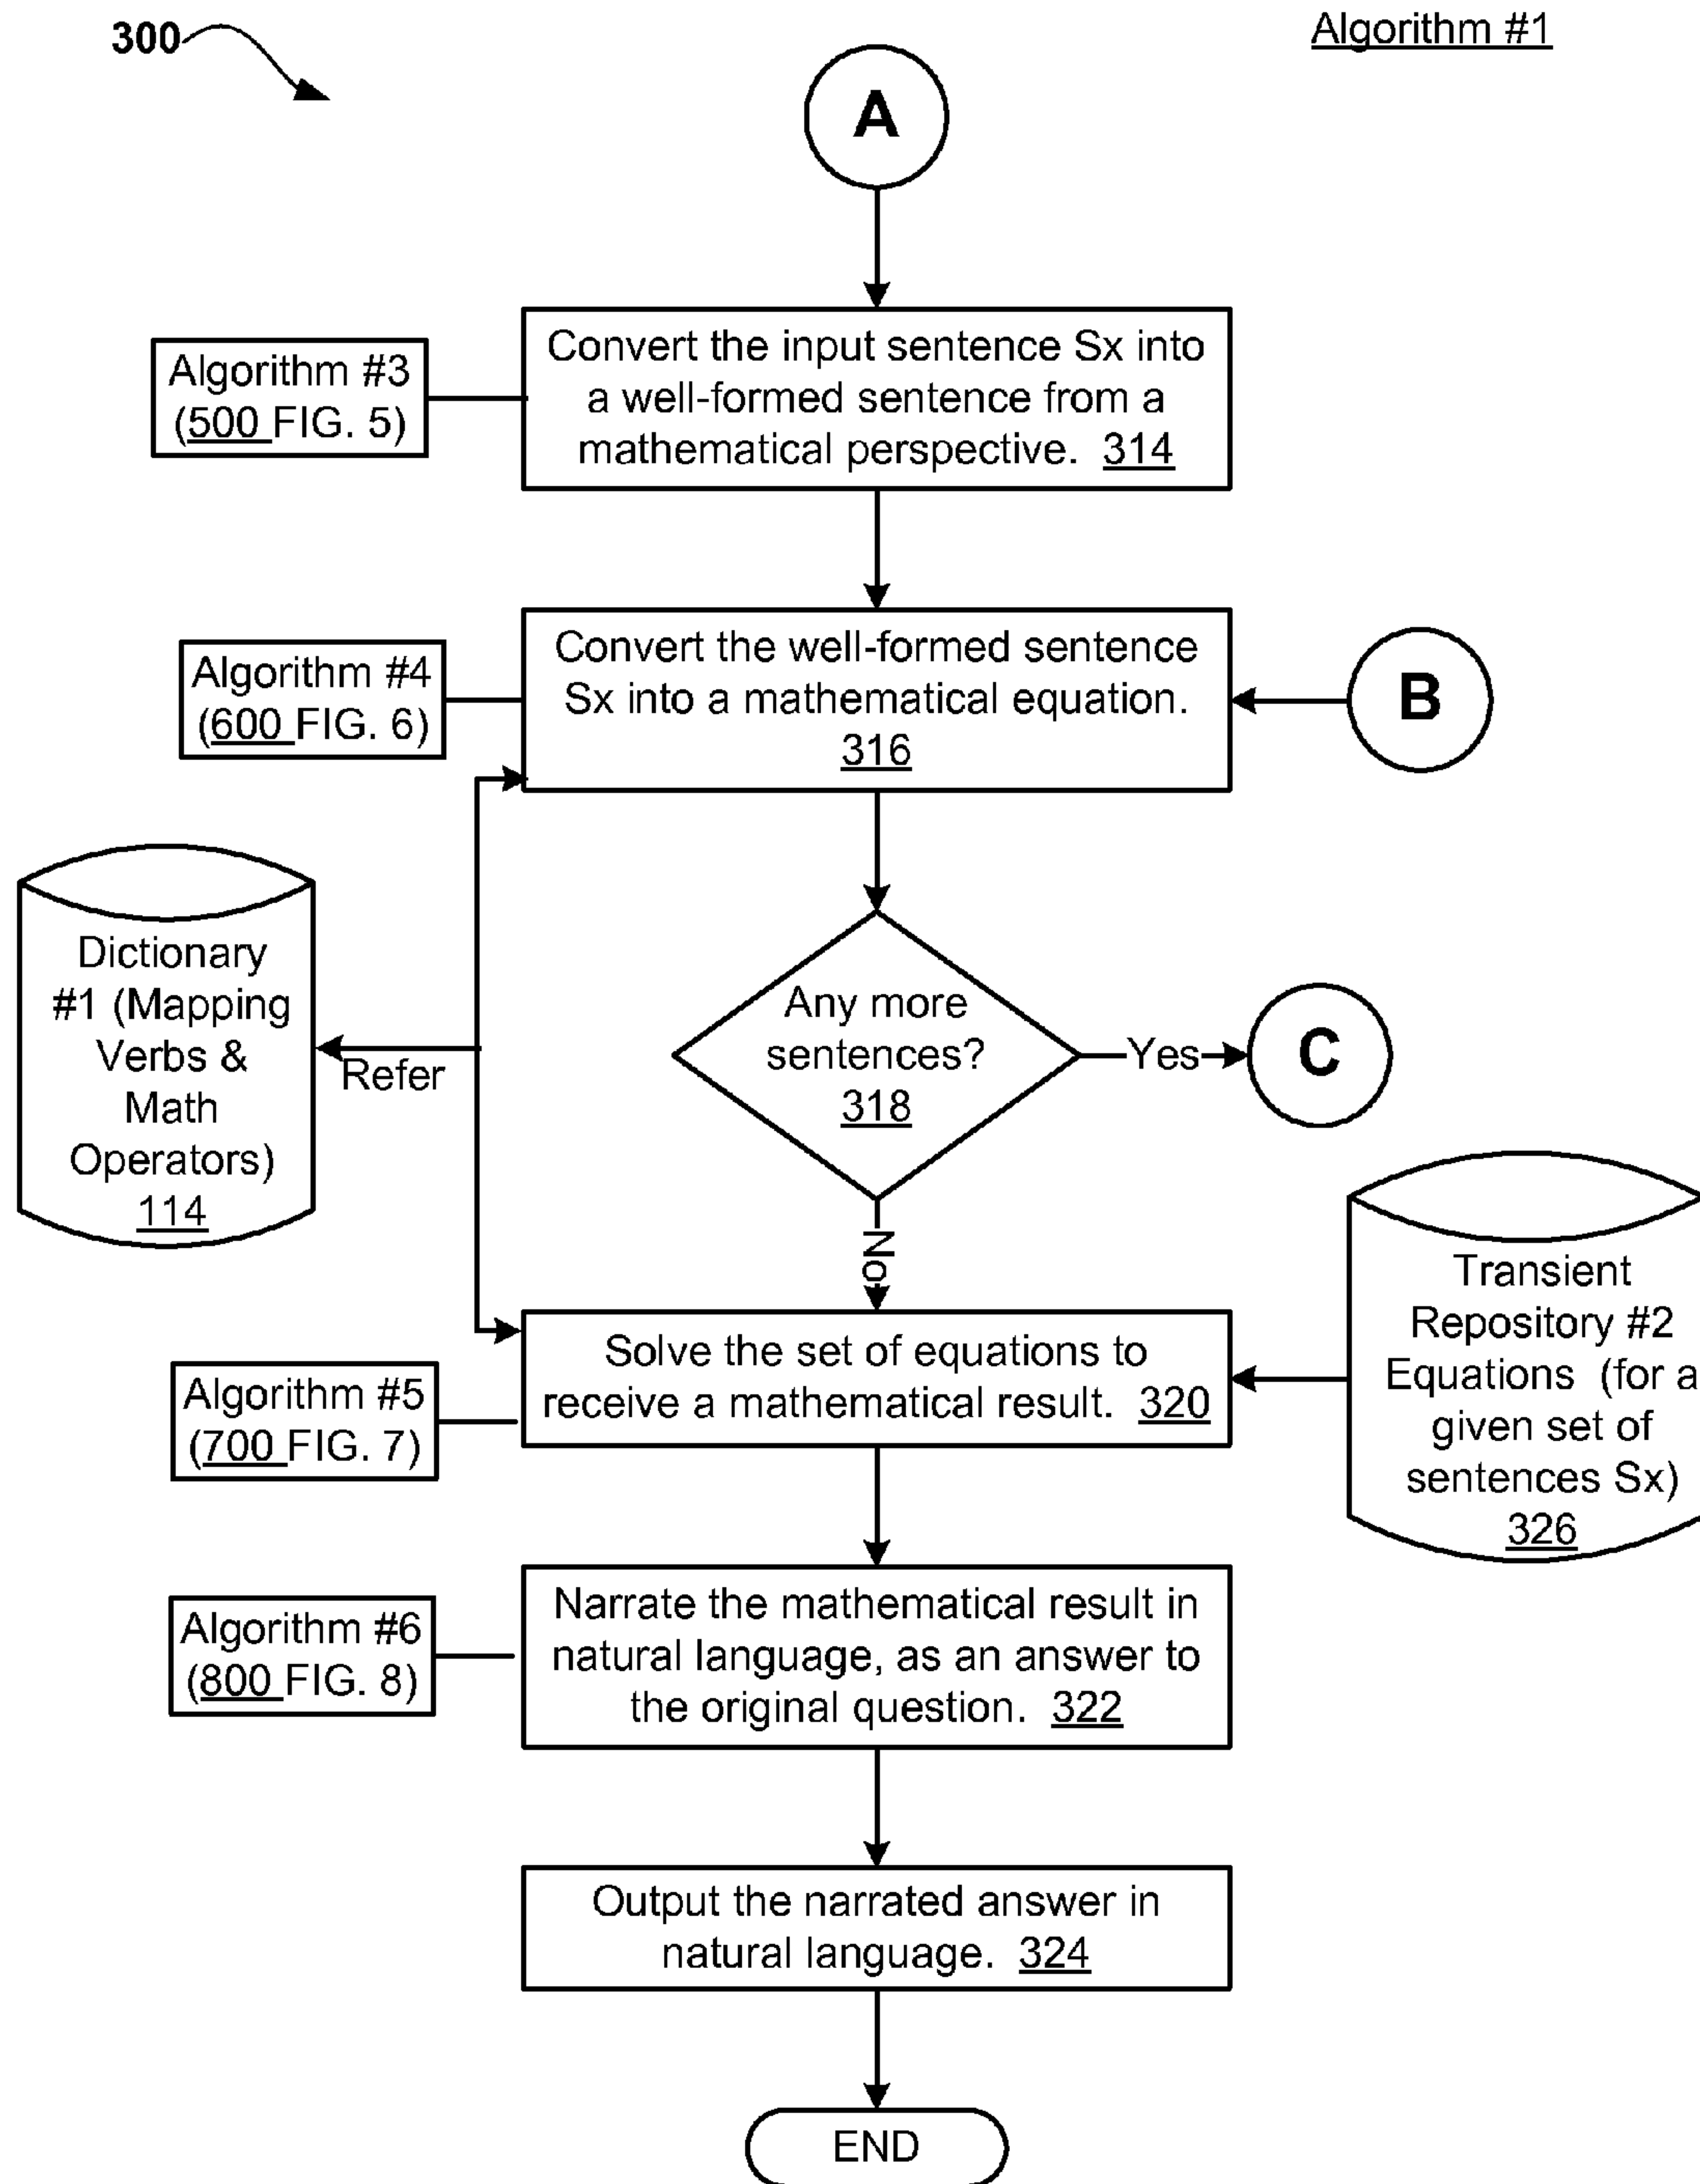 300
Algorithm #1
A
Algorithm #3
(500 FIG. 5)
Convert the input sentence Sx into
a well-formed sentence from a
mathematical perspective. 314
Algorithm #4
(600 FIG. 6)
Convert the well-formed sentence
Sx into a mathematical equation.
316
B
Dictionary
#1 (Mapping
Verbs &
Math
Operators)
114
Refer
Any more
sentences?
318
Yes
C
No
Algorithm #5
(700 FIG. 7)
Solve the set of equations to
receive a mathematical result. 320
Transient
Repository #2
Equations (for a
given set of
sentences Sx)
326
Algorithm #6
(800 FIG. 8)
Narrate the mathematical result in
natural language, as an answer to
the original question. 322
Output the narrated answer in
natural language. 324
END